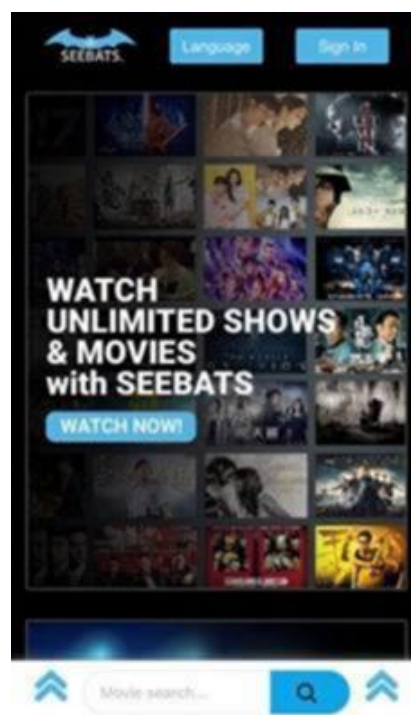 SEEBATS.
Language
Sign In
WATCH
UNLIMITED SHOWS
& MOVIES
with SEEBATS
WATCH NOW!
Movie search...